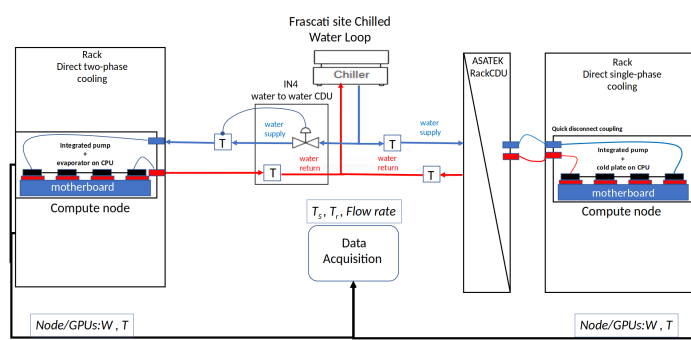 Frascati site Chilled
Water Loop
Chiller
Rack
Direct two-phase
cooling
IN4
water to water CDU
ASATEK
RackCDU
Rack
Direct single-phase
cooling
water
supply
water
supply
T
T
Quick disconnect coupling
Integrated pump
+
evaporator on CPU
Integrated pump
+
cold plate on CPU
water
return
water
return
T
T
motherboard
motherboard
Compute node
Compute node
Ts, Tr, Flow rate
Data
Acquisition
Node/GPUs:W , T
Node/GPUs:W , T